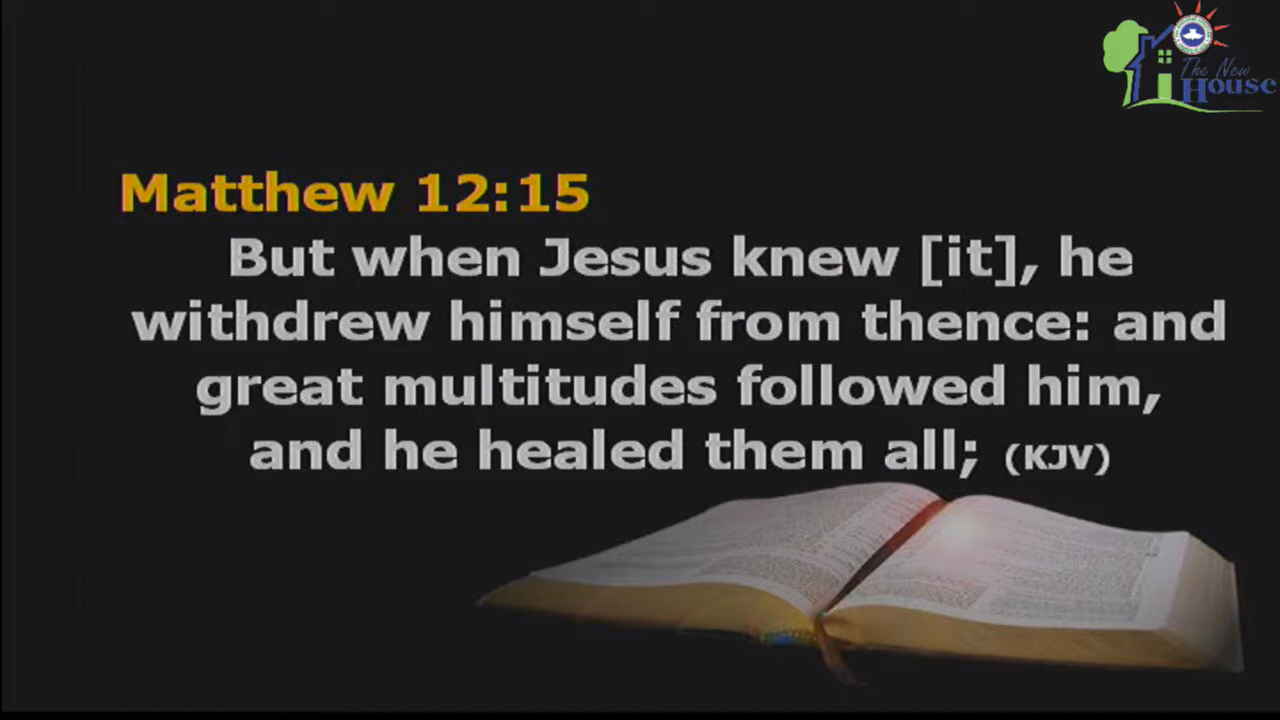 The New
House
Matthew 12:15
But when Jesus knew [it], he
withdrew himself from thence: and
great multitudes followed him,
and he healed them all; (KJV)